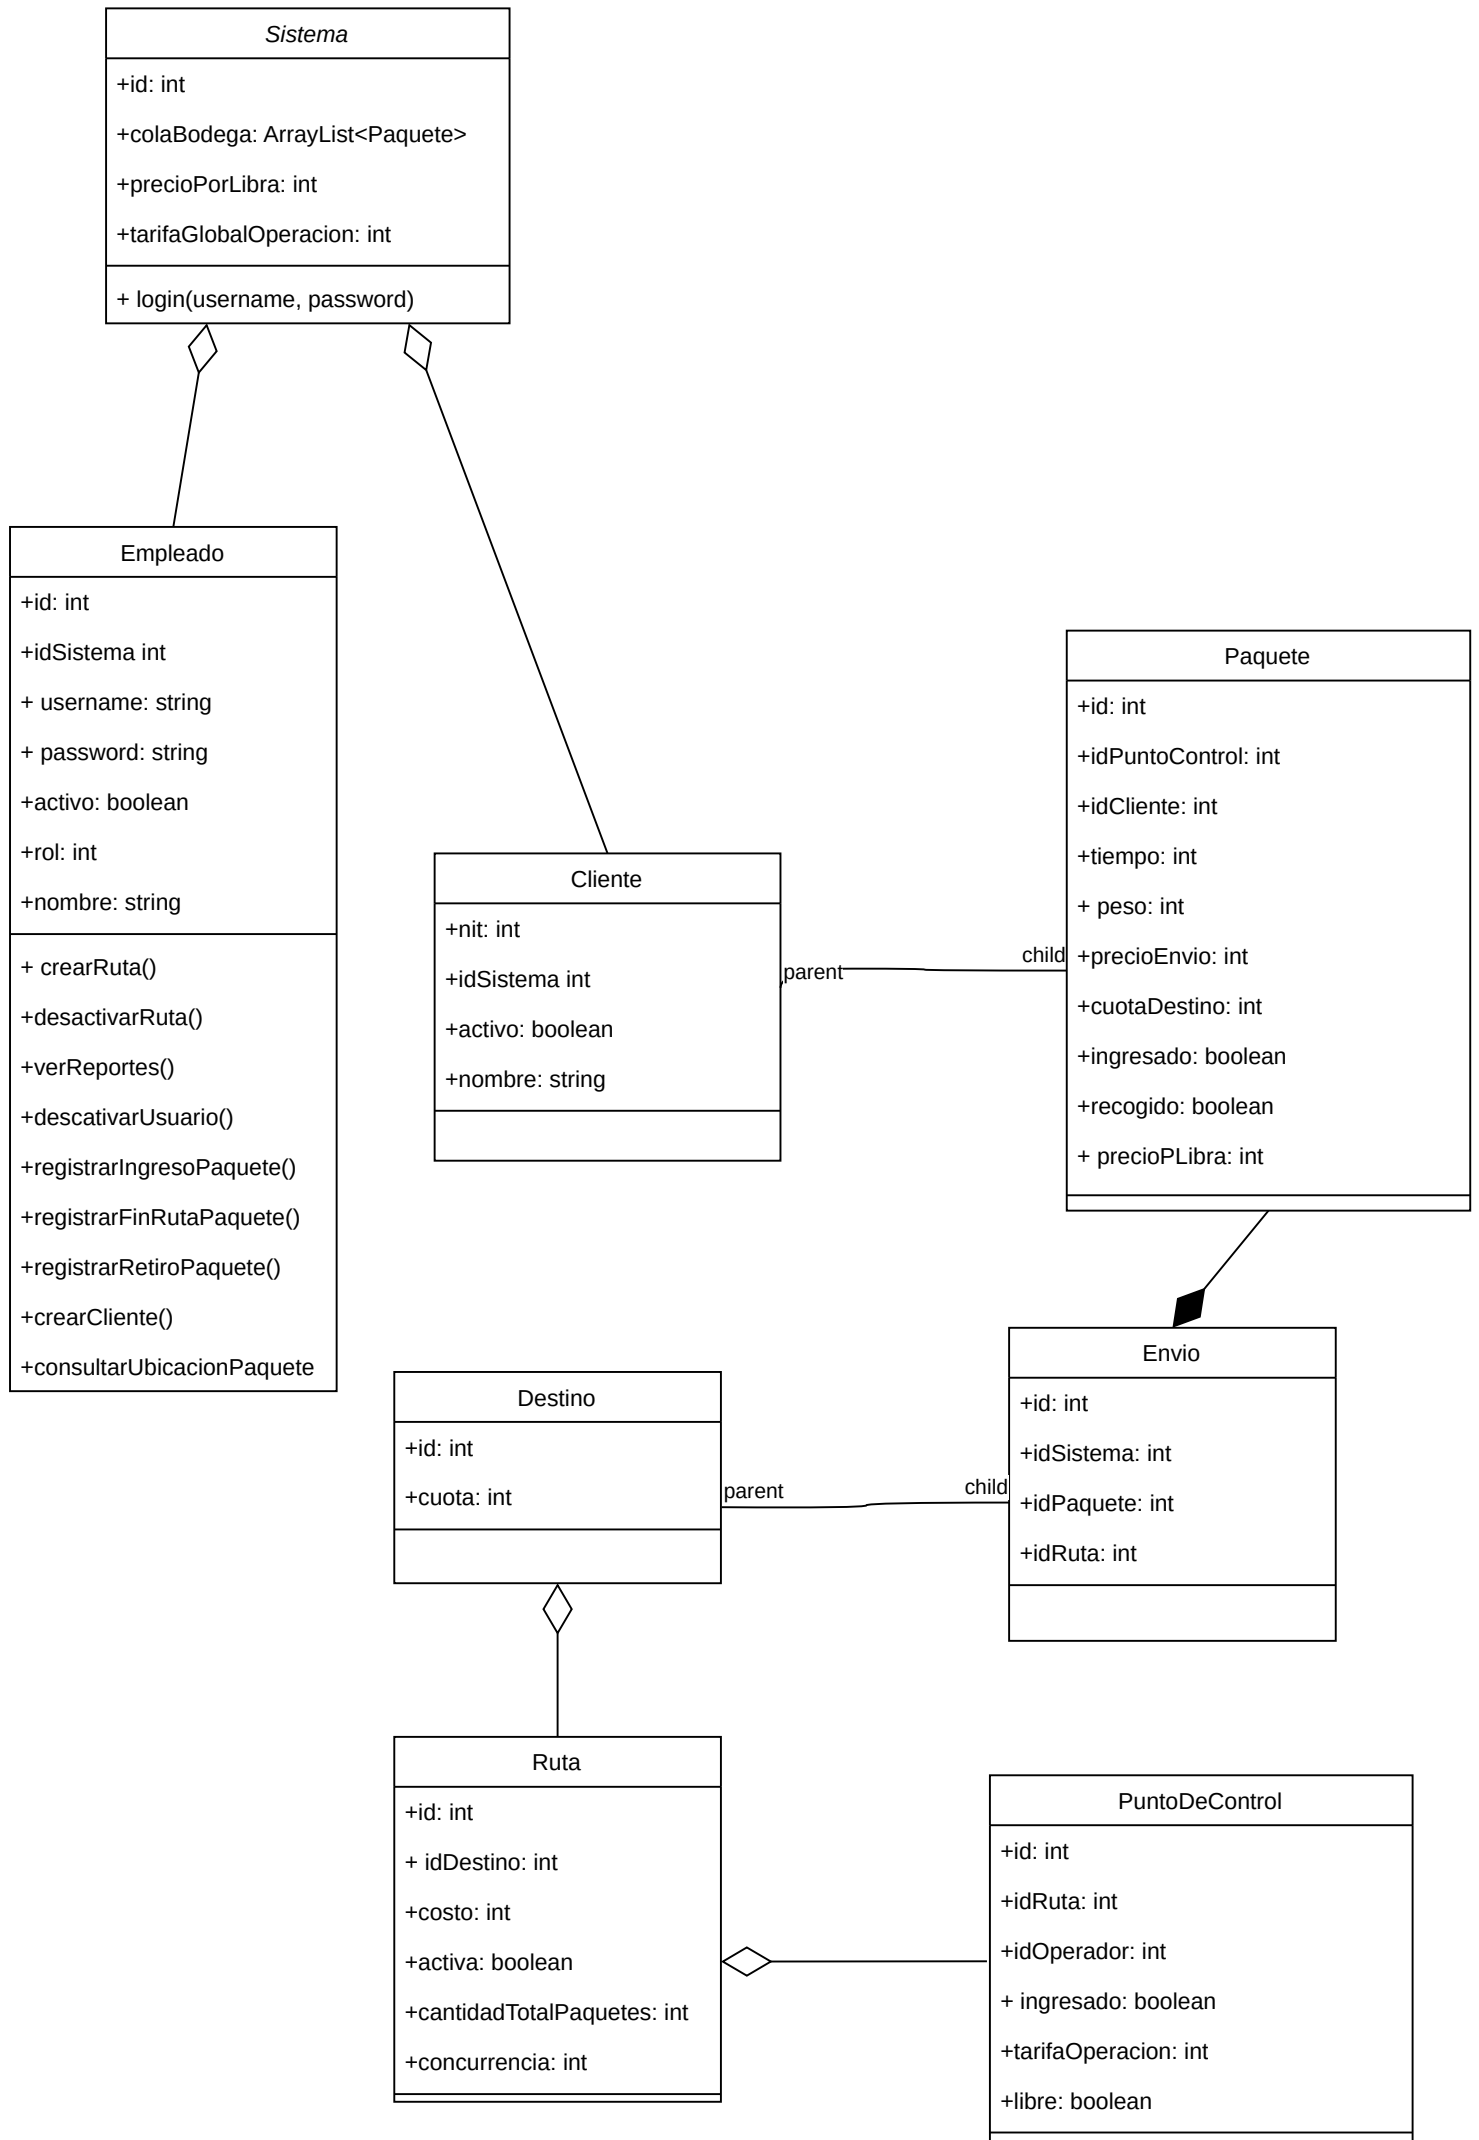 Sistema
+id: int
+colaBodega: ArrayList<Paquete>
+precioPorLibra: int
+tarifaGlobalOperacion: int
+ login(username, password)
Empleado
+id: int
+idSistema int
+ username: string
+ password: string
+activo: boolean
+rol: int
+nombre: string
+ crearRuta()
+desactivarRuta()
+verReportes()
+descativarUsuario()
+registrarIngresoPaquete()
+registrarFinRutaPaquete()
+registrarRetiroPaquete()
+crearCliente()
+consultarUbicacionPaquete
Cliente
+nit: int
+idSistema int
+activo: boolean
+nombre: string
parent
child
Paquete
+id: int
+idPuntoControl: int
+idCliente: int
+tiempo: int
+ peso: int
+precioEnvio: int
+cuotaDestino: int
+ingresado: boolean
+recogido: boolean
+ precioPLibra: int
Envio
+id: int
+idSistema: int
+idPaquete: int
+idRuta: int
Destino
+id: int
+cuota: int
parent
child
Ruta
+id: int
+ idDestino: int
+costo: int
+activa: boolean
+cantidadTotalPaquetes: int
+concurrencia: int
PuntoDeControl
+id: int
+idRuta: int
+idOperador: int
+ ingresado: boolean
+tarifaOperacion: int
+libre: boolean